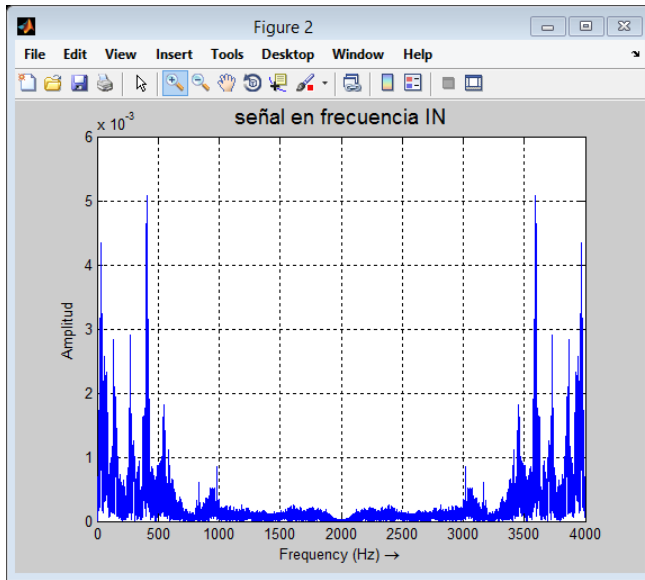 Figure 2
File Edit View Insert Tools Desktop Window Help
señal en frecuencia IN
x 10^-3
6
5
4
3
2
1
0
Amplitud
0 500 1000 1500 2000 2500 3000 3500 4000
Frequency (Hz) →